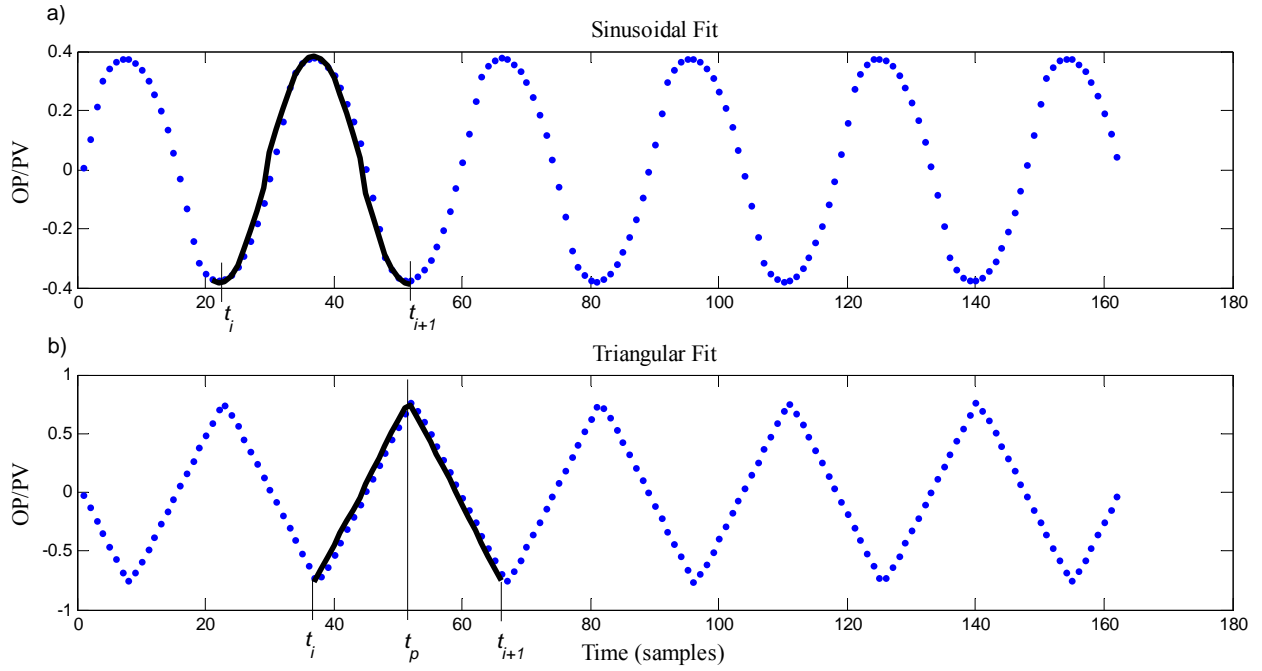 a)
Sinusoidal Fit
0.4
0.2
0
-0.2
-0.4
OP/PV
0 20 40 60 80 100 120 140 160 180
t_i t_{i+1}
b)
Triangular Fit
1
0.5
0
-0.5
-1
OP/PV
0 20 40 60 80 100 120 140 160 180
t_i t_p t_{i+1}
Time (samples)